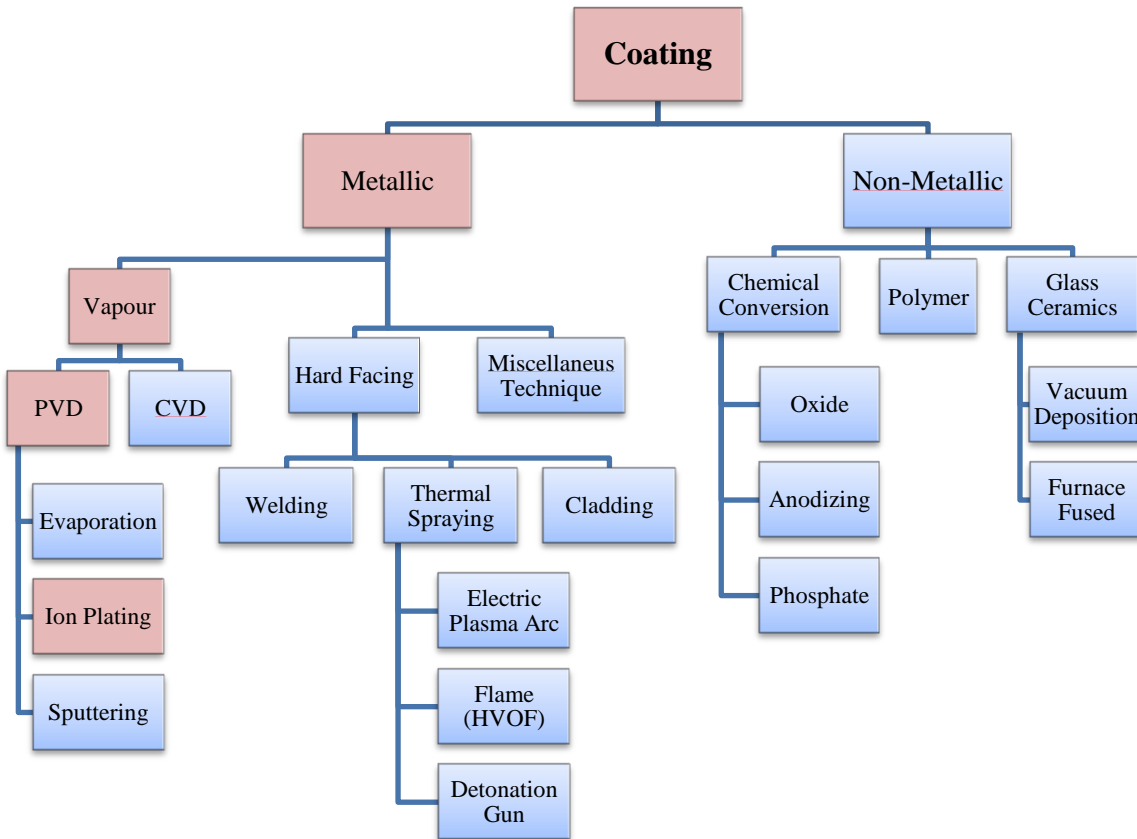 Coating
Metallic
Non-Metallic
Vapour
Chemical
Conversion
Polymer
Glass
Ceramics
Hard Facing
Miscellaneus
Technique
PVD
CVD
Oxide
Vacuum
Deposition
Welding
Thermal
Spraying
Cladding
Anodizing
Furnace
Fused
Evaporation
Ion Plating
Electric
Plasma Arc
Phosphate
Sputtering
Flame
(HVOF)
Detonation
Gun